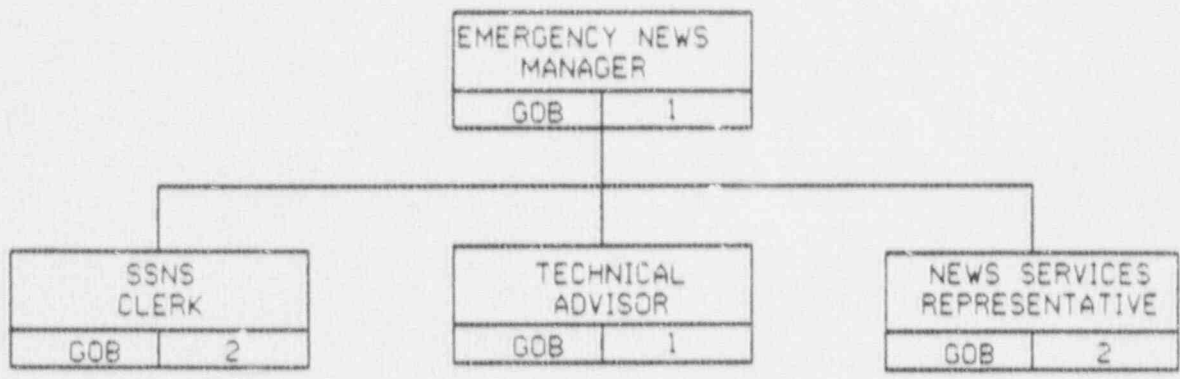 EMERGENCY NEWS
MANAGER
GOB 1
SSNS
CLERK
GOB 2
TECHNICAL
ADVISOR
GOB 1
NEWS SERVICES
REPRESENTATIVE
GOB 2